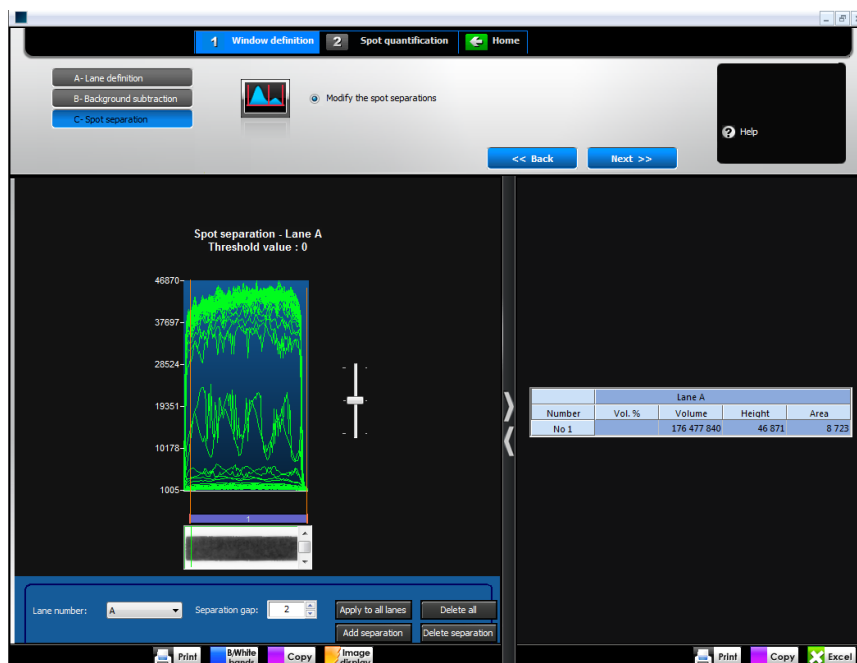 1 Window definition 2 Spot quantification Home
A- Lane definition
B- Background subtraction
C- Spot separation
Modify the spot separations
? Help
<< Back Next >>
Spot separation - Lane A
Threshold value : 0
46870
37697
28524
19351
10178
1005
1
Lane A
Number Vol. % Volume Height Area
No 1 176 477 840 46 871 8 723
Lane number: A Separation gap: 2 Apply to all lanes Delete all
Add separation Delete separation
Print B/White bands Copy Image display Print Copy Excel